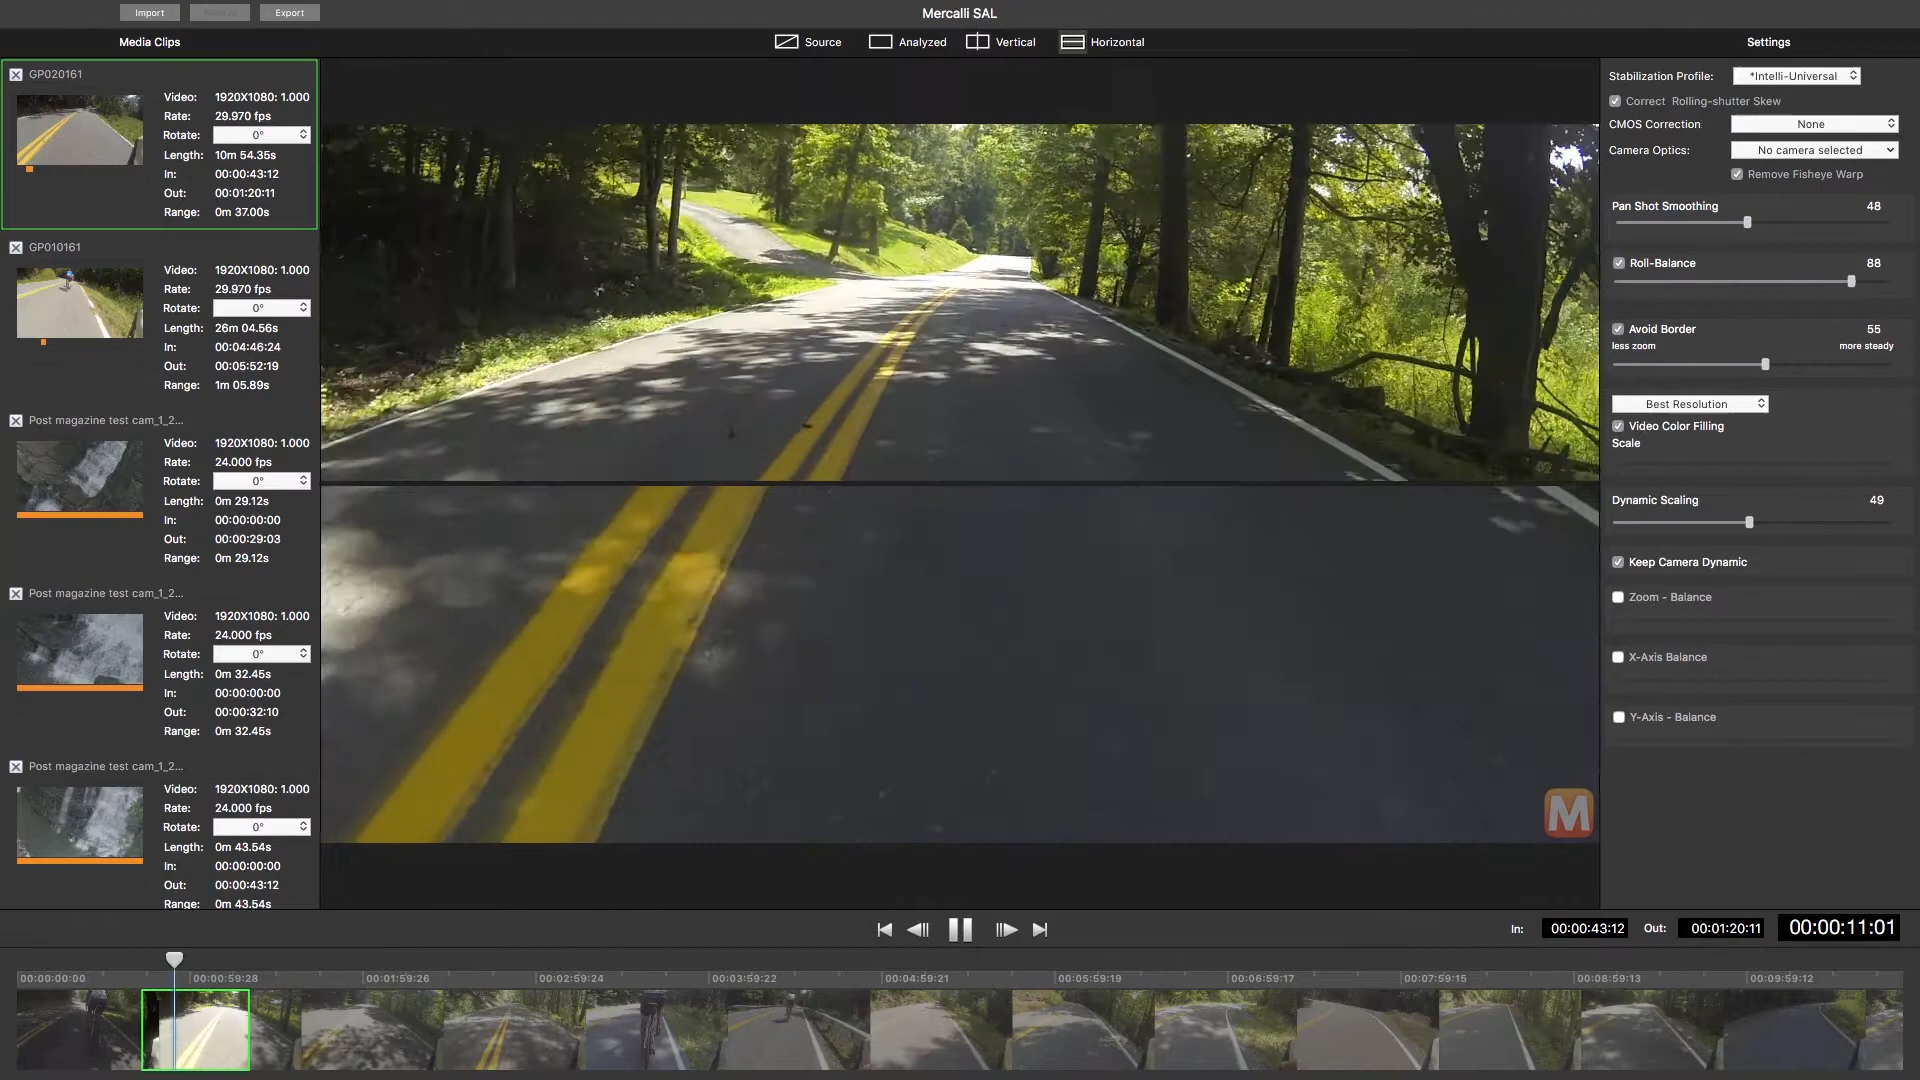 Import
Export
Mercalli SAL
Media Clips
Source
Analyzed
Vertical
Horizontal
Settings
GP020161
Video: 1920X1080: 1.000
Rate: 29.970 fps
Rotate: 0°
Length: 10m 54.35s
In: 00:00:43:12
Out: 00:01:20:11
Range: 0m 37.00s
GP010161
Video: 1920X1080: 1.000
Rate: 29.970 fps
Rotate: 0°
Length: 26m 04.56s
In: 00:04:46:24
Out: 00:05:52:19
Range: 1m 05.89s
Post magazine test cam_1_2...
Video: 1920X1080: 1.000
Rate: 24.000 fps
Rotate: 0°
Length: 0m 29.12s
In: 00:00:00:00
Out: 00:00:29:03
Range: 0m 29.12s
Post magazine test cam_1_2...
Video: 1920X1080: 1.000
Rate: 24.000 fps
Rotate: 0°
Length: 0m 32.45s
In: 00:00:00:00
Out: 00:00:32:10
Range: 0m 32.45s
Post magazine test cam_1_2...
Video: 1920X1080: 1.000
Rate: 24.000 fps
Rotate: 0°
Length: 0m 43.54s
In: 00:00:00:00
Out: 00:00:43:12
Range: 0m 43.54s
M
Stabilization Profile: *Intelli-Universal
Correct Rolling-shutter Skew
CMOS Correction: None
Camera Optics: No camera selected
Remove Fisheye Warp
Pan Shot Smoothing 48
Roll-Balance 88
Avoid Border 55
less zoom more steady
Best Resolution
Video Color Filling
Scale
Dynamic Scaling 49
Keep Camera Dynamic
Zoom - Balance
X-Axis Balance
Y-Axis - Balance
In: 00:00:43:12 Out: 00:01:20:11 00:00:11:01
00:00:00:00 00:00:59:28 00:01:59:26 00:02:59:24 00:03:59:22 00:04:59:21 00:05:59:19 00:06:59:17 00:07:59:15 00:08:59:13 00:09:59:12